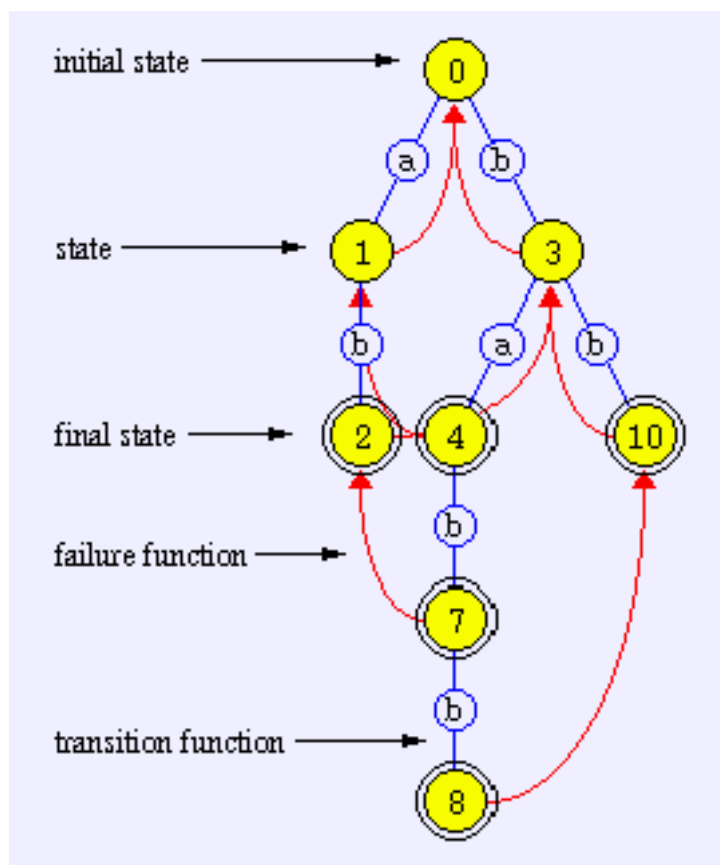 initial state
0
a
b
state
1
3
b
a
b
final state
2
4
10
b
failure function
7
b
transition function
8